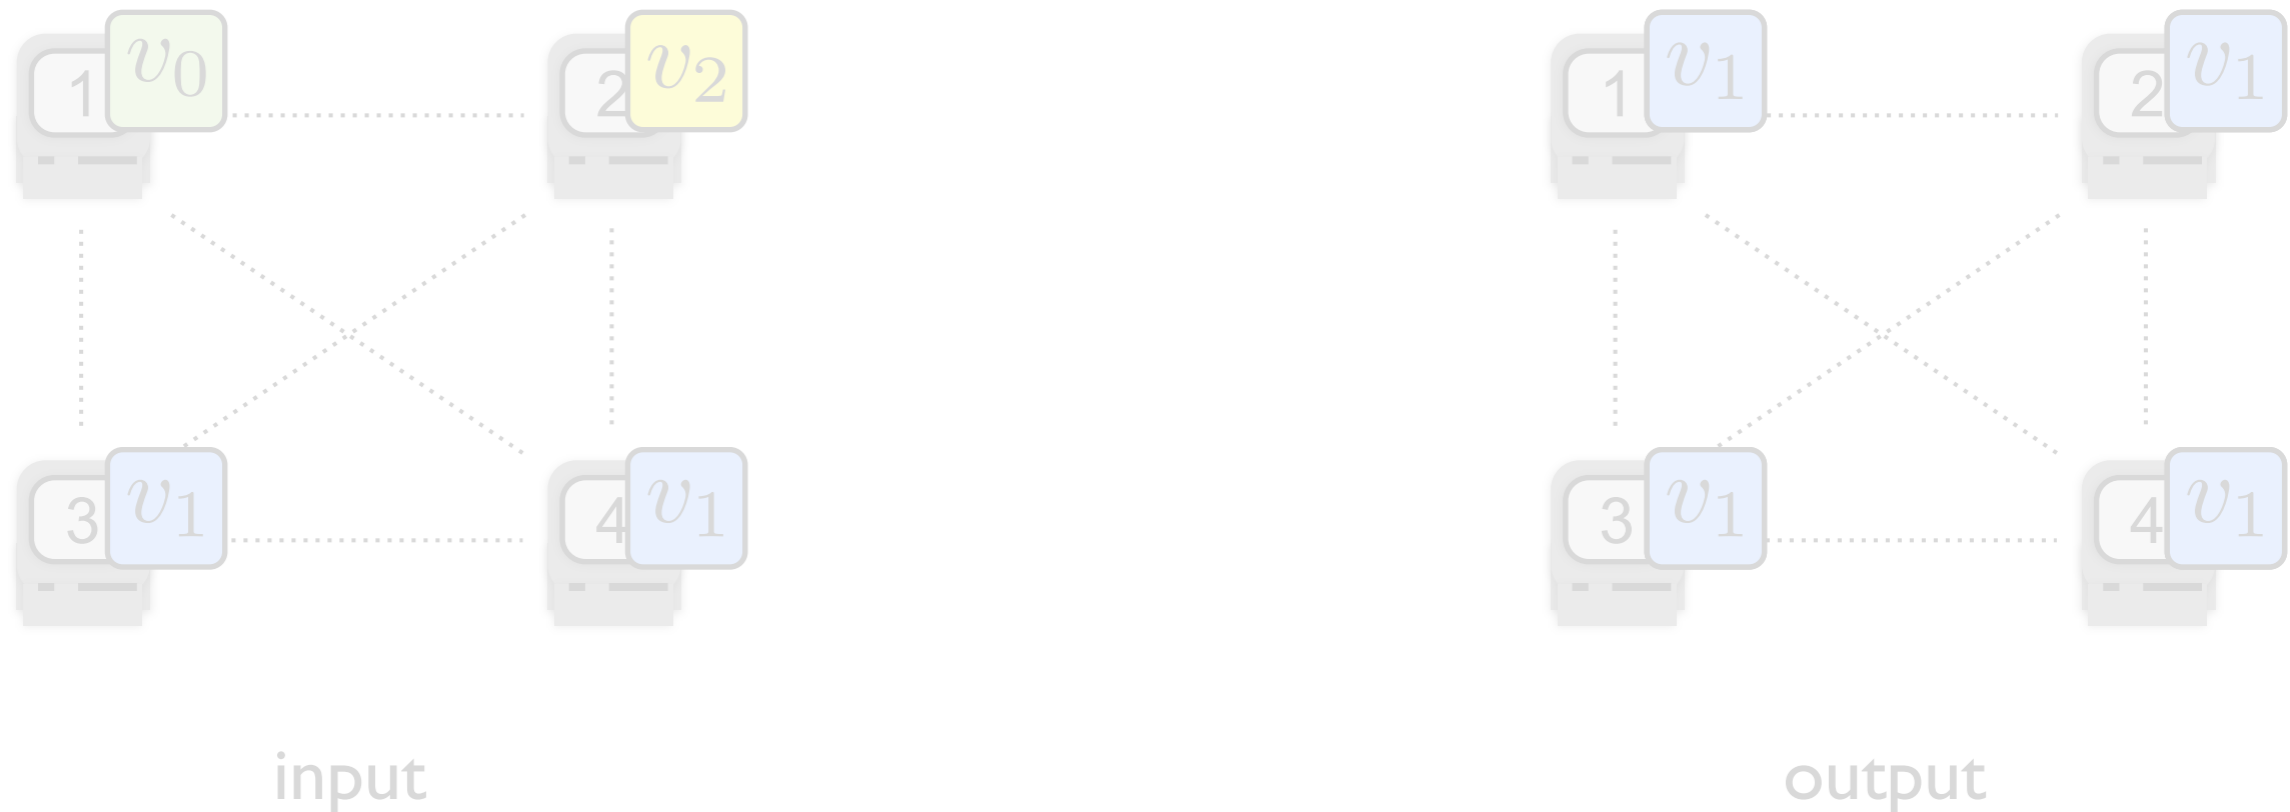 1 v₀ 2 v₂ 1 v₁ 2 v₁
3 v₁ 4 v₁ 3 v₁ 4 v₁
input output